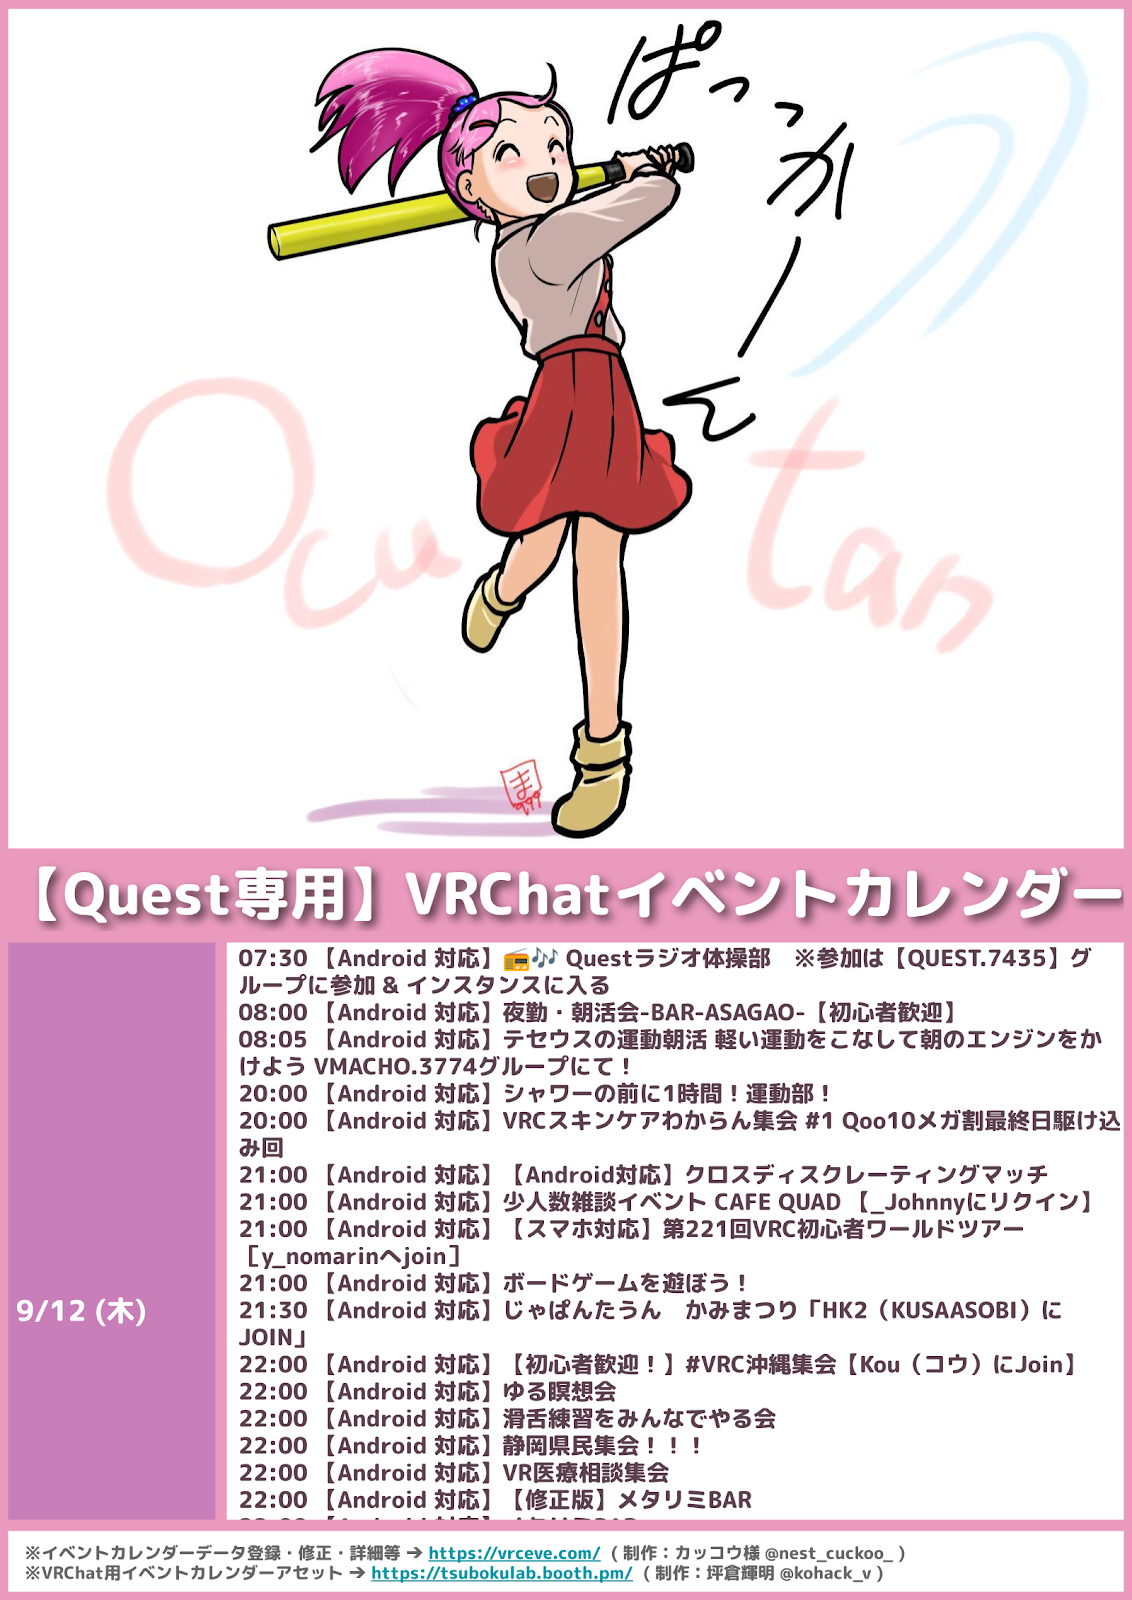 ぱっっかーん
Ocu tan
ま
999
【Quest専用】VRChatイベントカレンダー
9/12 (木)
07:30 【Android 対応】📻🎶 Questラジオ体操部　※参加は【QUEST.7435】グ
ループに参加 & インスタンスに入る
08:00 【Android 対応】夜勤・朝活会-BAR-ASAGAO-【初心者歓迎】
08:05 【Android 対応】テセウスの運動朝活 軽い運動をこなして朝のエンジンをか
けよう VMACHO.3774グループにて！
20:00 【Android 対応】シャワーの前に1時間！運動部！
20:00 【Android 対応】VRCスキンケアわからん集会 #1 Qoo10メガ割最終日駆け込
み回
21:00 【Android 対応】【Android対応】クロスディスクレーティングマッチ
21:00 【Android 対応】少人数雑談イベント CAFE QUAD 【_Johnnyにリクイン】
21:00 【Android 対応】【スマホ対応】第221回VRC初心者ワールドツアー
［y_nomarinへjoin］
21:00 【Android 対応】ボードゲームを遊ぼう！
21:30 【Android 対応】じゃぱんたうん　かみまつり「HK2（KUSAASOBI）に
JOIN」
22:00 【Android 対応】【初心者歓迎！】#VRC沖縄集会【Kou（コウ）にJoin】
22:00 【Android 対応】ゆる瞑想会
22:00 【Android 対応】滑舌練習をみんなでやる会
22:00 【Android 対応】静岡県民集会！！！
22:00 【Android 対応】VR医療相談集会
22:00 【Android 対応】【修正版】メタリミBAR
※イベントカレンダーデータ登録・修正・詳細等 ➔ https://vrceve.com/ ( 制作：カッコウ様 @nest_cuckoo_ )
※VRChat用イベントカレンダーアセット ➔ https://tsubokulab.booth.pm/ ( 制作：坪倉輝明 @kohack_v )